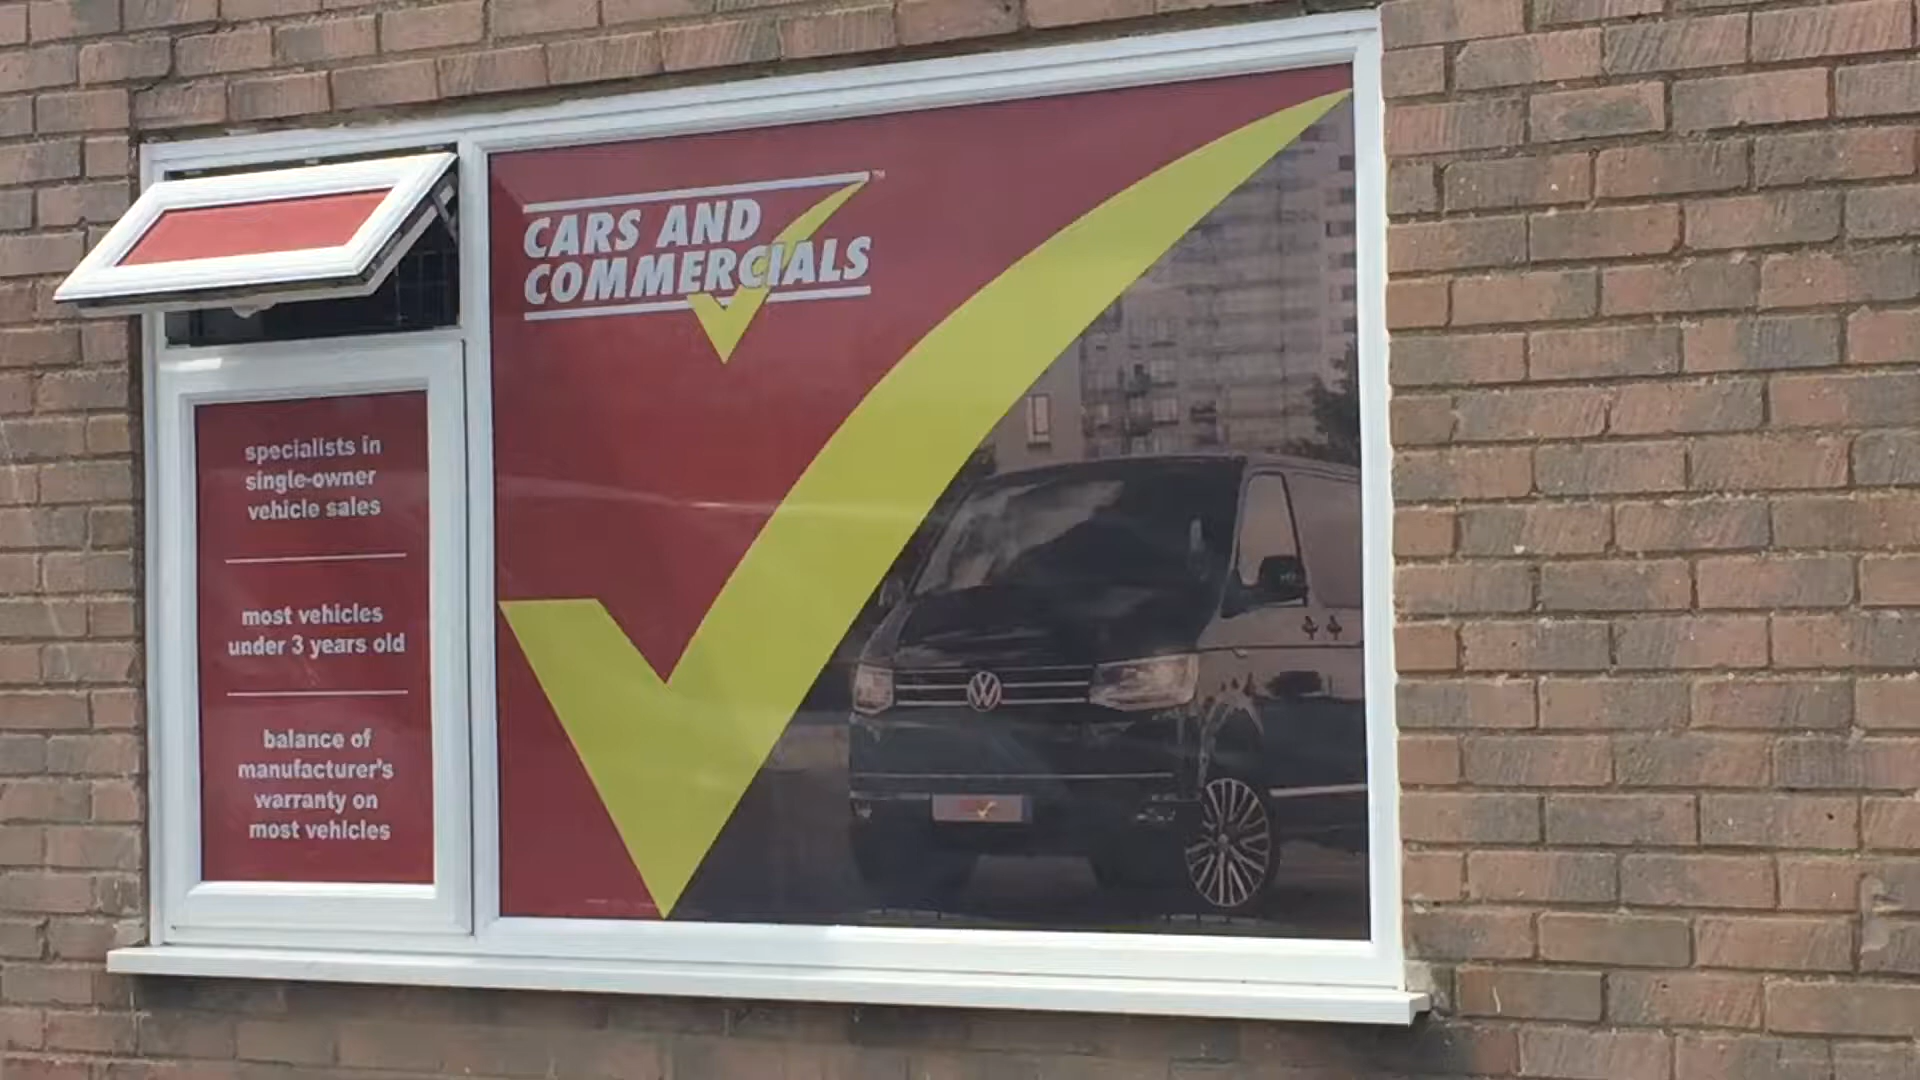 CARS AND
COMMERCIALS
TM
specialists in
single-owner
vehicle sales
most vehicles
under 3 years old
balance of
manufacturer's
warranty on
most vehicles